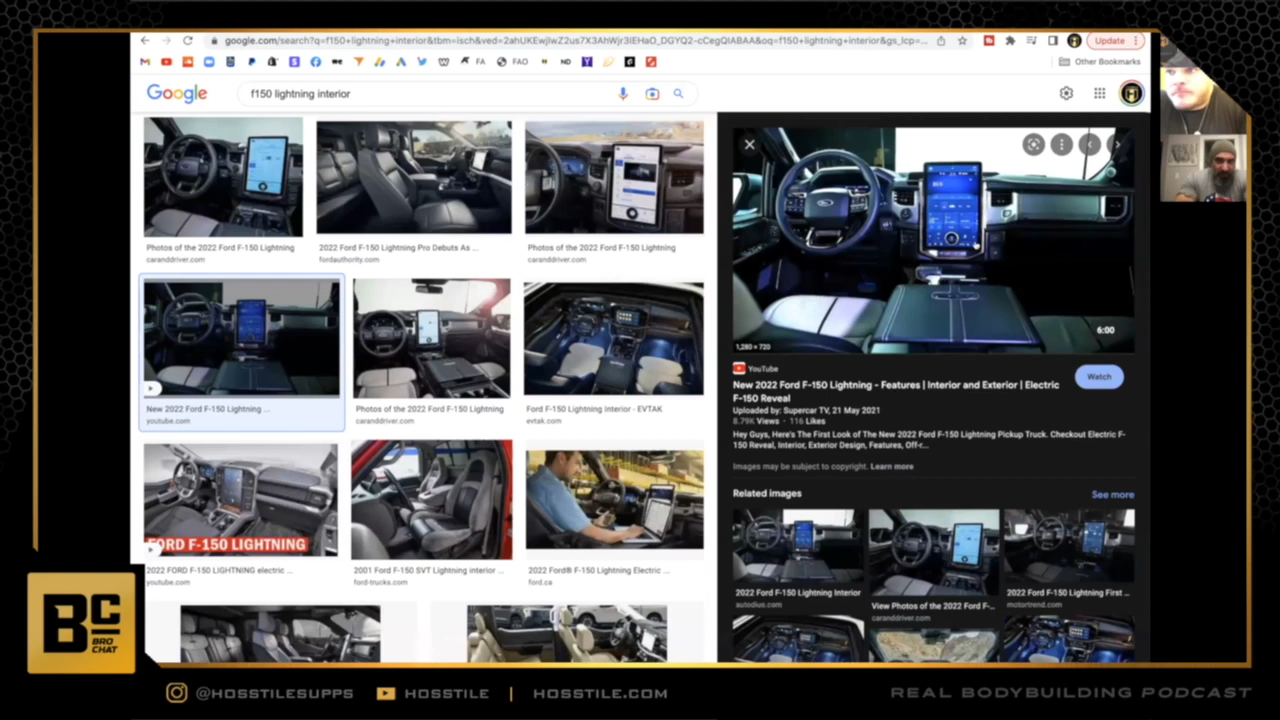 google.com/search?q=f150+lightning+interior&tbm=isch&ved=2ahUKEwjlwZ2us7X3AhWjr3IEHaO_DGYQ2-cCegQIABAA&oq=f150+lightning+interior&gs_lcp=...
Update
FA
FAO
ND
Other Bookmarks
Google
f150 lightning interior
Photos of the 2022 Ford F-150 Lightning
caranddriver.com
2022 Ford F-150 Lightning Pro Debuts As ...
fordauthority.com
Photos of the 2022 Ford F-150 Lightning
caranddriver.com
New 2022 Ford F-150 Lightning ...
youtube.com
Photos of the 2022 Ford F-150 Lightning
caranddriver.com
Ford F-150 Lightning Interior - EVTAK
evtak.com
FORD F-150 LIGHTNING
2022 FORD F-150 LIGHTNING electric ...
youtube.com
2001 Ford F-150 SVT Lightning interior ...
ford-trucks.com
2022 Ford® F-150 Lightning Electric ...
ford.ca
6:00
1,280 × 720
YouTube
New 2022 Ford F-150 Lightning - Features | Interior and Exterior | Electric
F-150 Reveal
Watch
Uploaded by: Supercar TV, 21 May 2021
8.79K Views · 116 Likes
Hey Guys, Here's The First Look of The New 2022 Ford F-150 Lightning Pickup Truck. Checkout Electric F-
150 Reveal, Interior, Exterior Design, Features, Off-r...
Images may be subject to copyright. Learn more
Related images
See more
2022 Ford F-150 Lightning Interior
autodius.com
View Photos of the 2022 Ford F-...
caranddriver.com
2022 Ford F-150 Lightning First ...
motortrend.com
BC
BRO
CHAT
@HOSSTILESUPPS
HOSSTILE
|
HOSSTILE.COM
REAL BODYBUILDING PODCAST